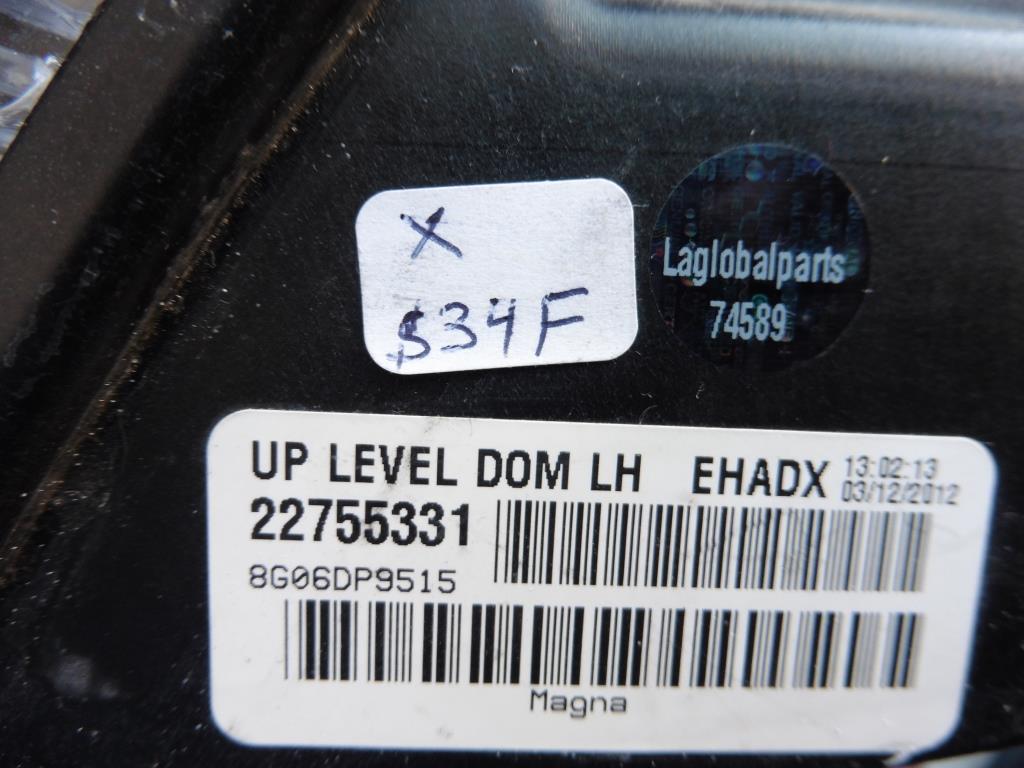 X
$34F
Laglobalparts
74589
UP LEVEL DOM LH EHADX 13:02:13
03/12/2012
22755331
8G06DP9515
Magna